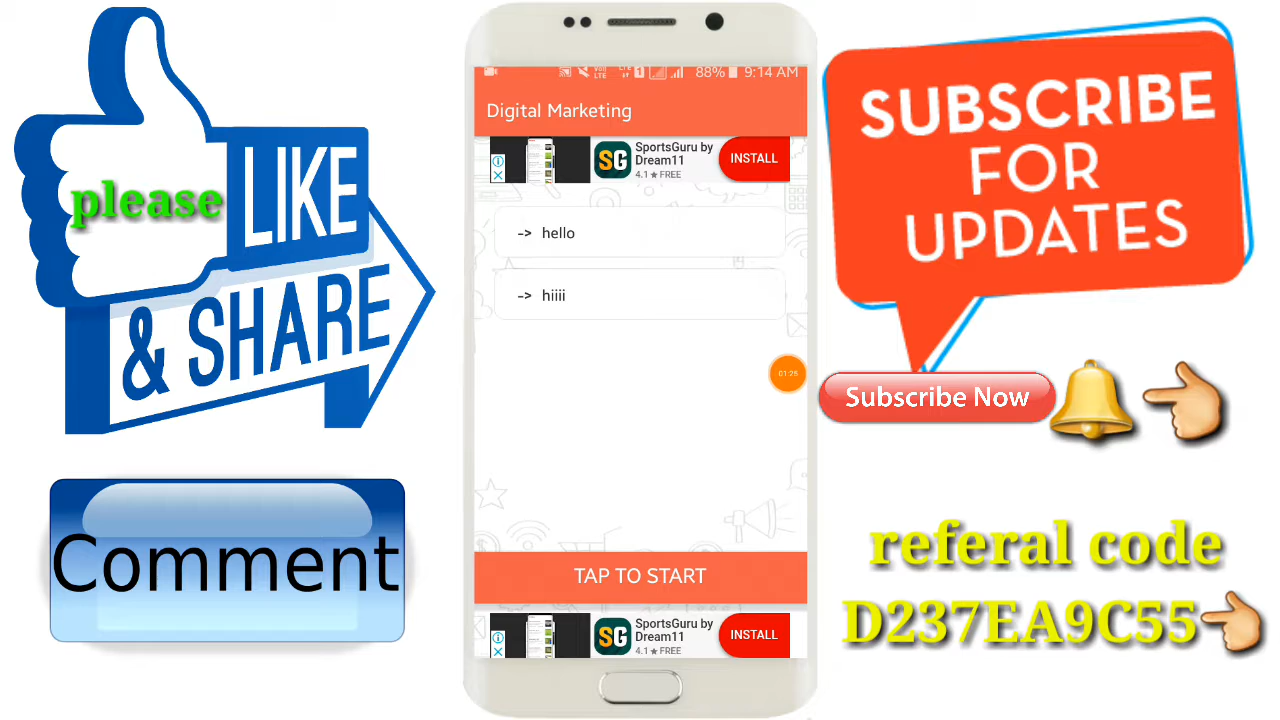 please LIKE
& SHARE
Comment
88% 9:14 AM
Digital Marketing
SportsGuru by
Dream11
4.1 ★ FREE
INSTALL
SG
-> hello
-> hiiii
01:25
TAP TO START
SportsGuru by
Dream11
4.1 ★ FREE
INSTALL
SG
SUBSCRIBE
FOR
UPDATES
Subscribe Now
referal code
D237EA9C55